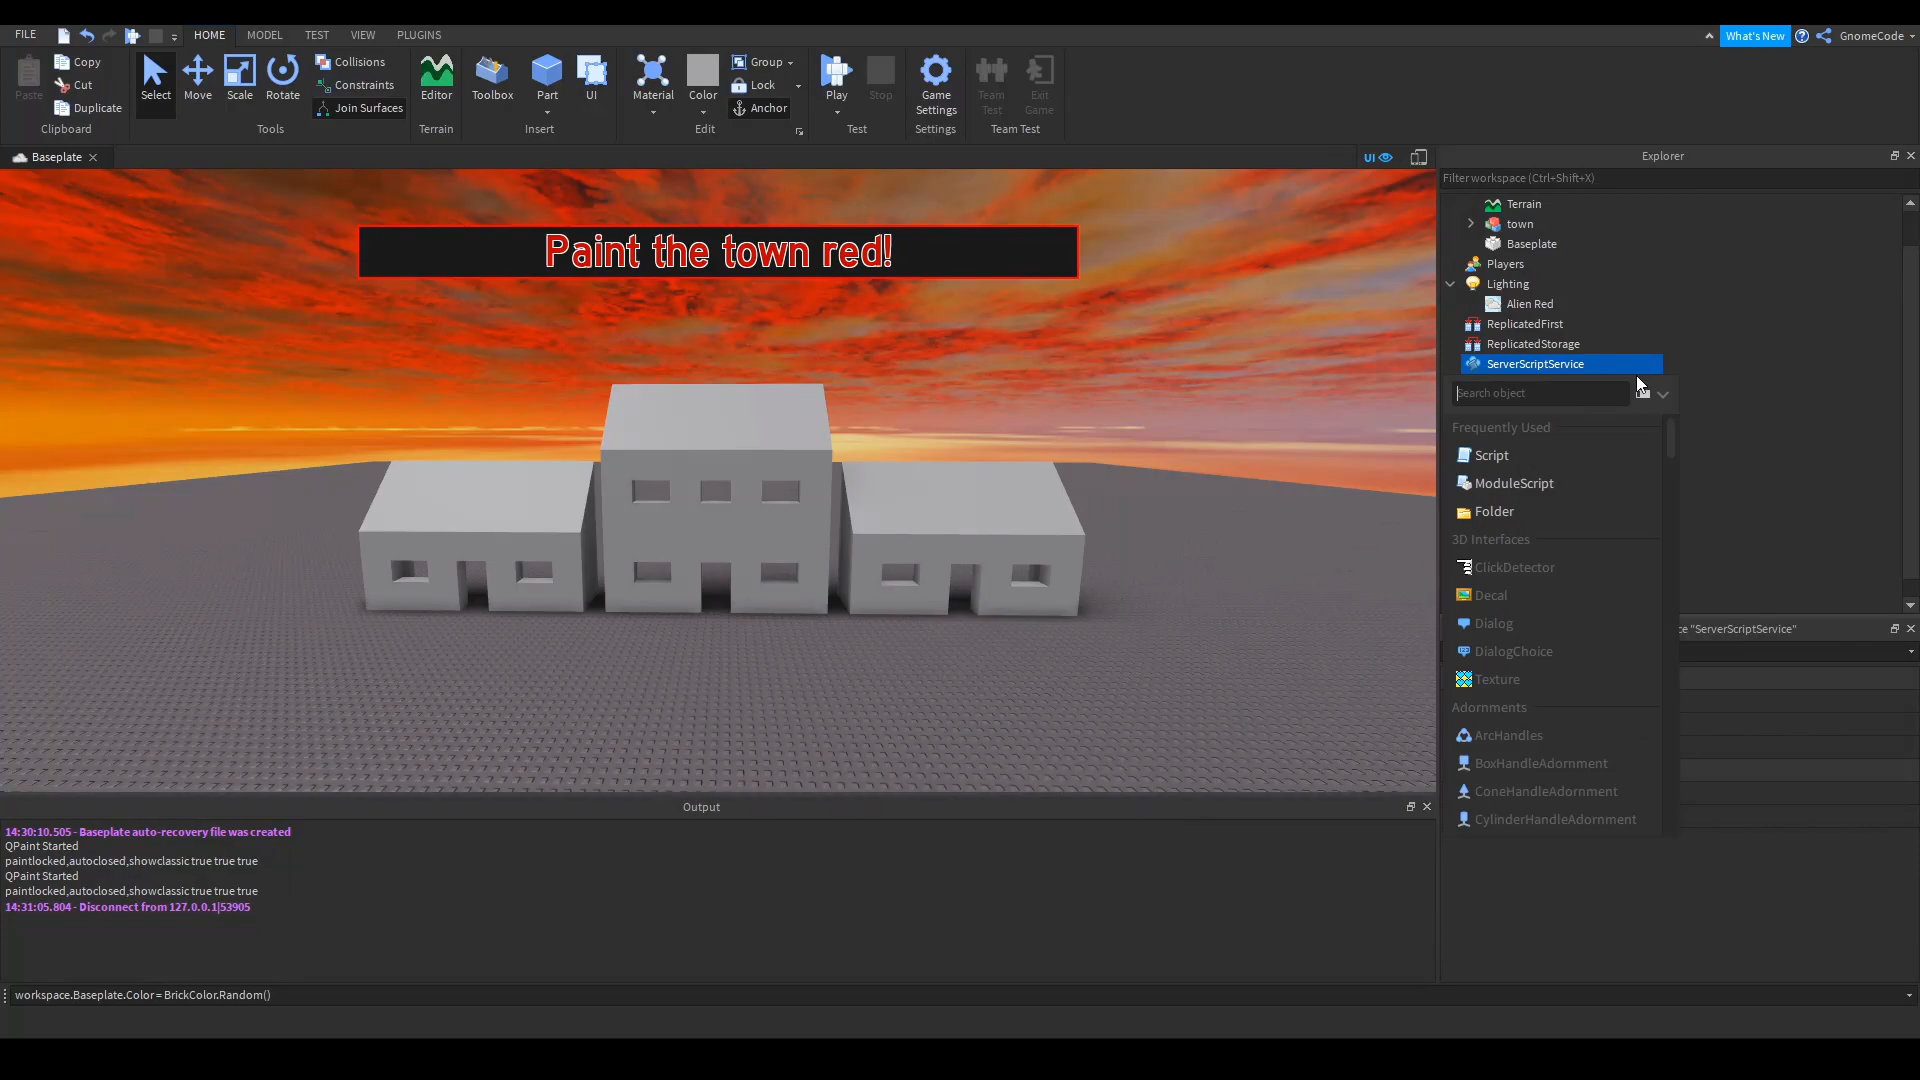 FILE HOME MODEL TEST VIEW PLUGINS What's New GnomeCode
Paste Copy Cut Duplicate
Clipboard
Select Move Scale Rotate Collisions Constraints Join Surfaces
Tools
Editor
Terrain
Toolbox Part UI
Insert
Material Color Group Lock Anchor
Edit
Play Stop
Test
Game Settings
Settings
Team Test Exit Game
Team Test
Baseplate
UI
Paint the town red!
Explorer
Filter workspace (Ctrl+Shift+X)
Terrain
town
Baseplate
Players
Lighting
Alien Red
ReplicatedFirst
ReplicatedStorage
ServerScriptService
Search object
Frequently Used
Script
ModuleScript
Folder
3D Interfaces
ClickDetector
Decal
Dialog
DialogChoice
Texture
Adornments
ArcHandles
BoxHandleAdornment
ConeHandleAdornment
CylinderHandleAdornment
"ServerScriptService"
Output
14:30:10.505 - Baseplate auto-recovery file was created
QPaint Started
paintlocked,autoclosed,showclassic true true true
QPaint Started
paintlocked,autoclosed,showclassic true true true
14:31:05.804 - Disconnect from 127.0.0.1|53905
workspace.Baseplate.Color = BrickColor.Random()